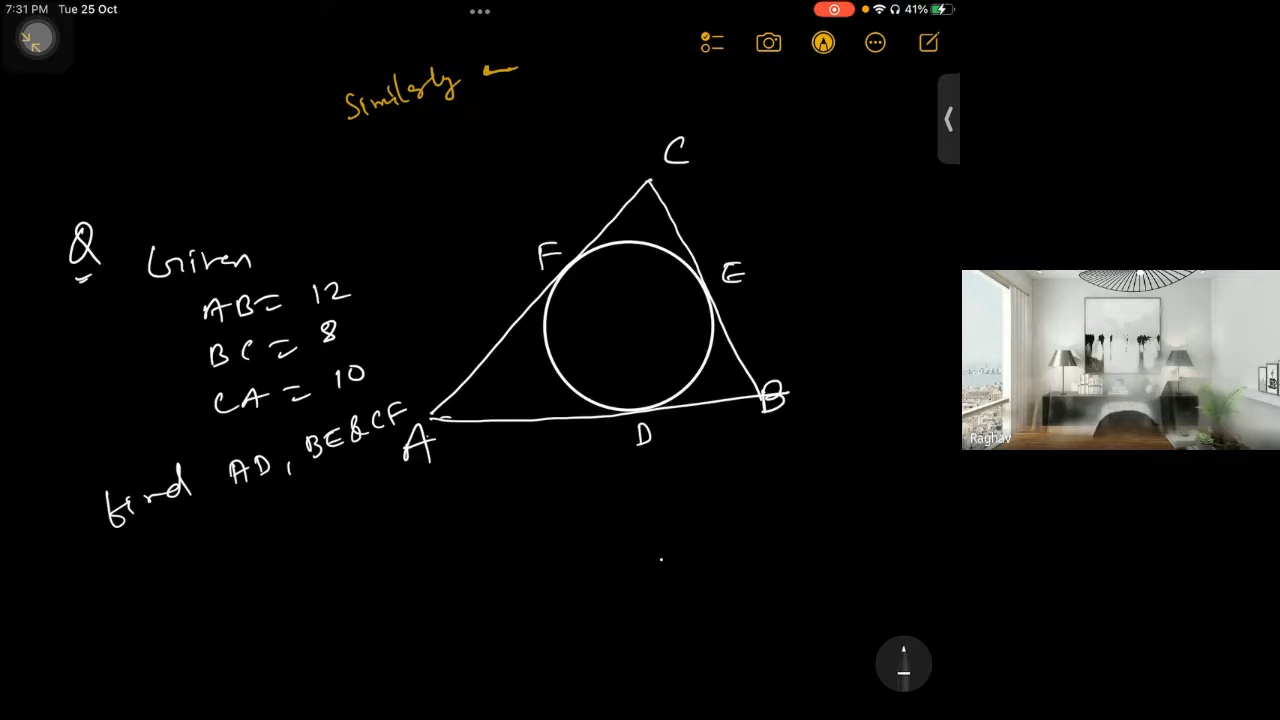 7:31 PM Tue 25 Oct
41%
Similarly
C
Q Given
F
E
AB = 12
BC = 8
CA = 10
B
A
D
find AD, BE & CF
Raghav